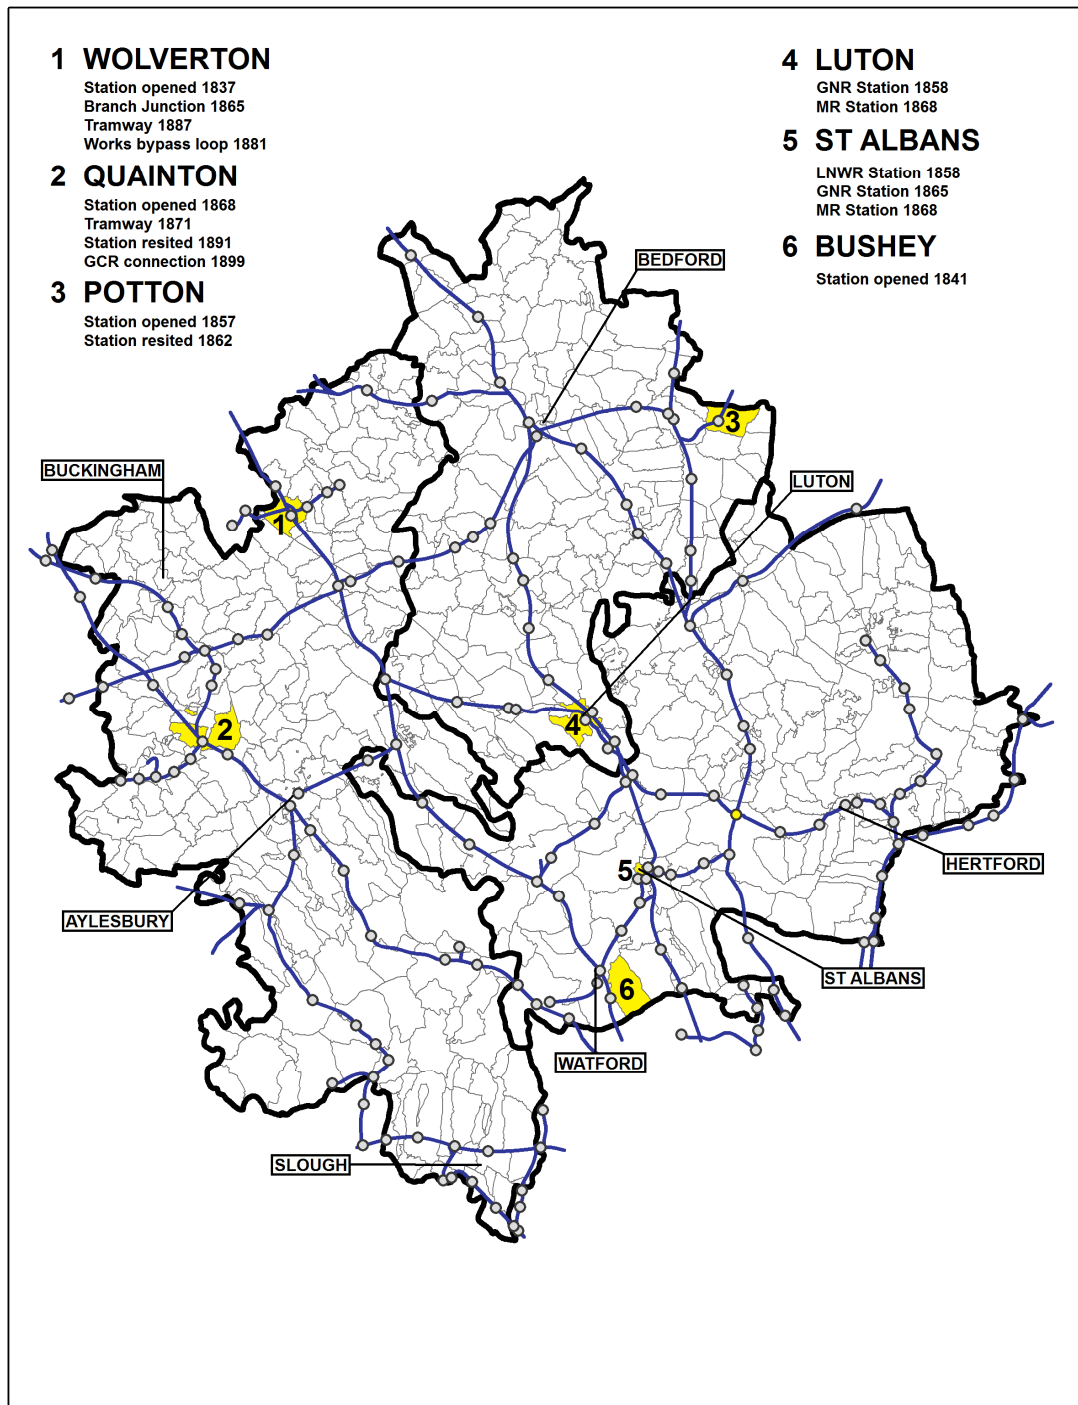 1 WOLVERTON
Station opened 1837
Branch Junction 1865
Tramway 1887
Works bypass loop 1881
2 QUAINTON
Station opened 1868
Tramway 1871
Station resited 1891
GCR connection 1899
3 POTTON
Station opened 1857
Station resited 1862
4 LUTON
GNR Station 1858
MR Station 1868
5 ST ALBANS
LNWR Station 1858
GNR Station 1865
MR Station 1868
6 BUSHEY
Station opened 1841
BEDFORD
3
BUCKINGHAM
LUTON
1
4
2
HERTFORD
5
AYLESBURY
ST ALBANS
6
WATFORD
SLOUGH